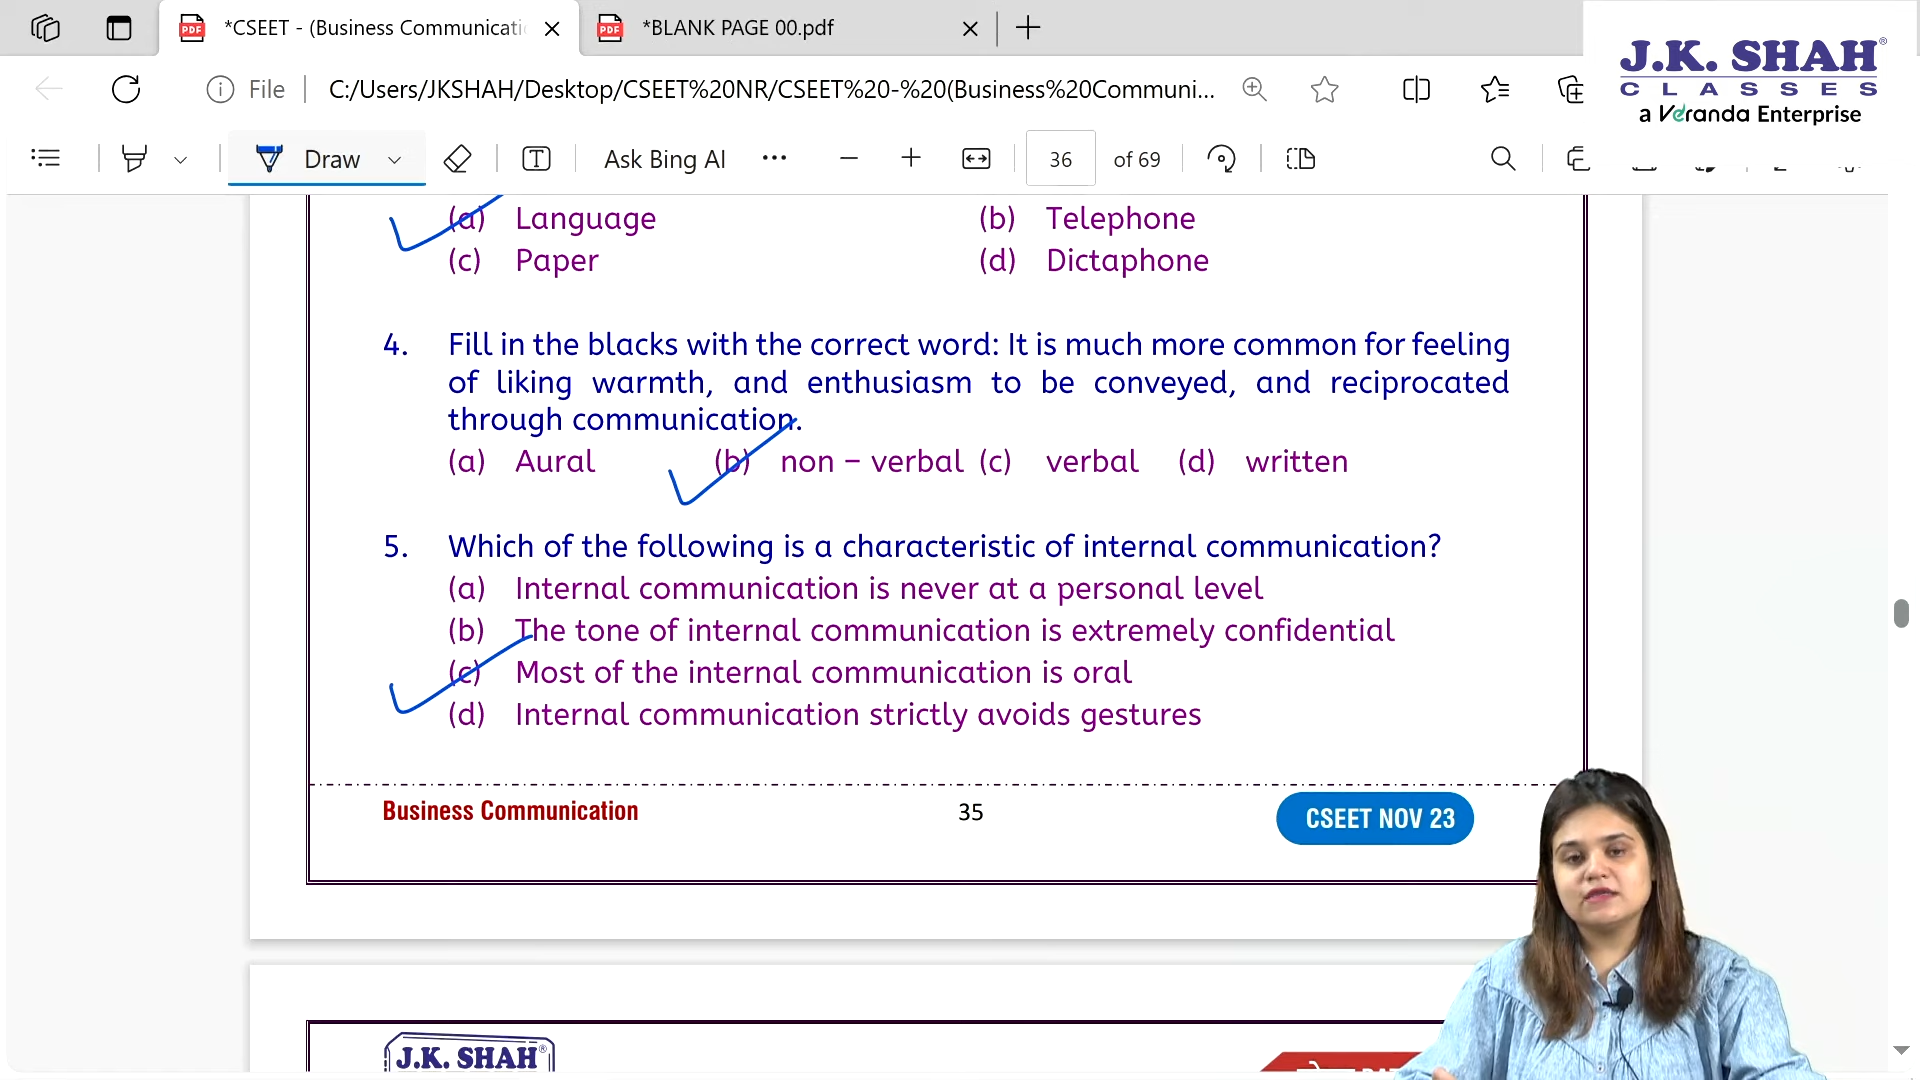 *CSEET - (Business Communicati
*BLANK PAGE 00.pdf
J.K. SHAH®
CLASSES
a Veranda Enterprise
File
C:/Users/JKSHAH/Desktop/CSEET%20NR/CSEET%20-%20(Business%20Communi...
Draw
Ask Bing AI
36
of 69
(a) Language (b) Telephone
(c) Paper (d) Dictaphone
4. Fill in the blacks with the correct word: It is much more common for feeling
of liking warmth, and enthusiasm to be conveyed, and reciprocated
through communication.
(a) Aural (b) non – verbal (c) verbal (d) written
5. Which of the following is a characteristic of internal communication?
(a) Internal communication is never at a personal level
(b) The tone of internal communication is extremely confidential
(c) Most of the internal communication is oral
(d) Internal communication strictly avoids gestures
Business Communication 35 CSEET NOV 23
J.K. SHAH®